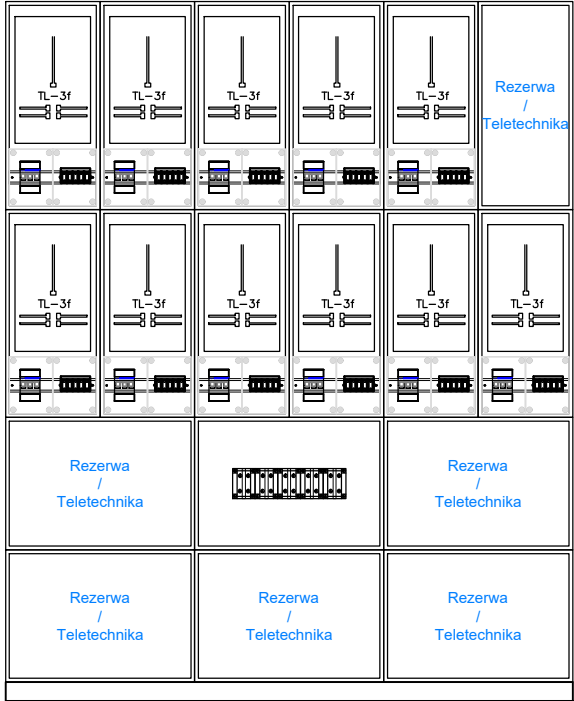 TL-3f TL-3f TL-3f TL-3f TL-3f
Rezerwa
/
Teletechnika
TL-3f TL-3f TL-3f TL-3f TL-3f TL-3f
Rezerwa
/
Teletechnika
Rezerwa
/
Teletechnika
Rezerwa
/
Teletechnika
Rezerwa
/
Teletechnika
Rezerwa
/
Teletechnika